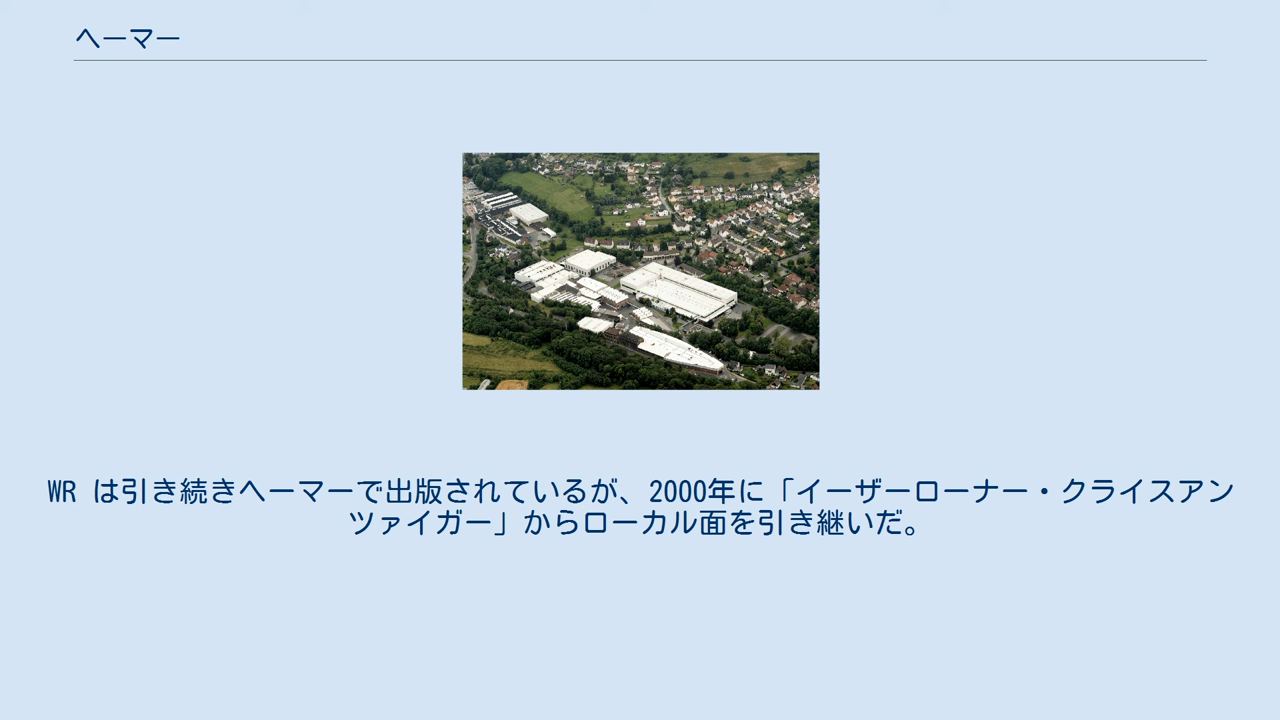 ヘーマー
WR は引き続きヘーマーで出版されているが、2000年に「イーザーローナー・クライスアン
ツァイガー」からローカル面を引き継いだ。